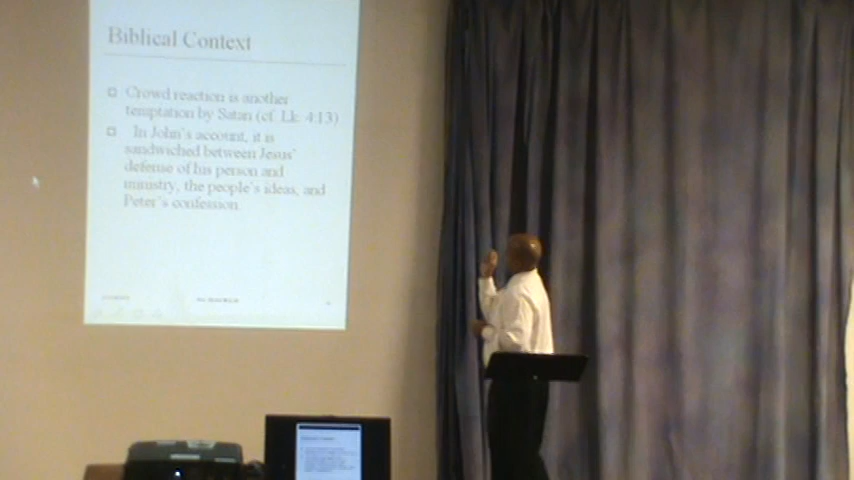 Biblical Context
Crowd reaction is another
temptation by Satan (cf. Lk. 4:13)
In John's account, it is
sandwiched between Jesus'
defense of his person and
ministry, the people's ideas, and
Peter's confession.